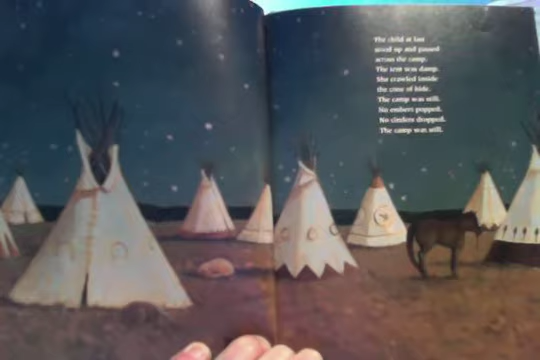 The child at last
stood up and passed
across the camp.
The tent was damp.
She crawled inside
the cone of hide.
The camp was still.
No embers popped.
No cinders dropped.
The camp was still.